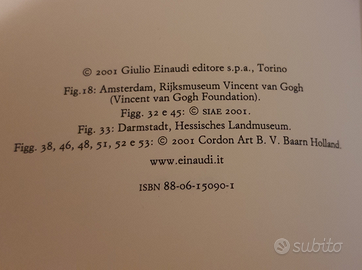 © 2001 Giulio Einaudi editore s.p.a., Torino
Fig.18: Amsterdam, Rijksmuseum Vincent van Gogh
(Vincent van Gogh Foundation).
Figg. 32 e 45: © SIAE 2001.
Fig. 33: Darmstadt, Hessisches Landmuseum.
Figg. 38, 46, 48, 51, 52 e 53: © 2001 Cordon Art B. V. Baarn Holland.
www.einaudi.it
ISBN 88-06-15090-1
subito